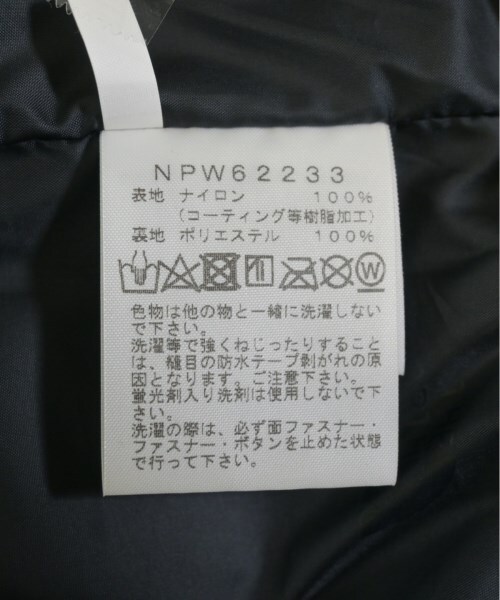 NPW62233
表地 ナイロン 100%
(コーティング等樹脂加工)
裏地 ポリエステル 100%
W
色物は他の物と一緒に洗濯しない
で下さい。
洗濯等で強くねじったりすること
は、縫目の防水テープ剥がれの原
因となります。ご注意下さい。
蛍光剤入り洗剤は使用しないで下
さい。
洗濯の際は、必ず面ファスナー・
ファスナー・ボタンを止めた状態
で行って下さい。